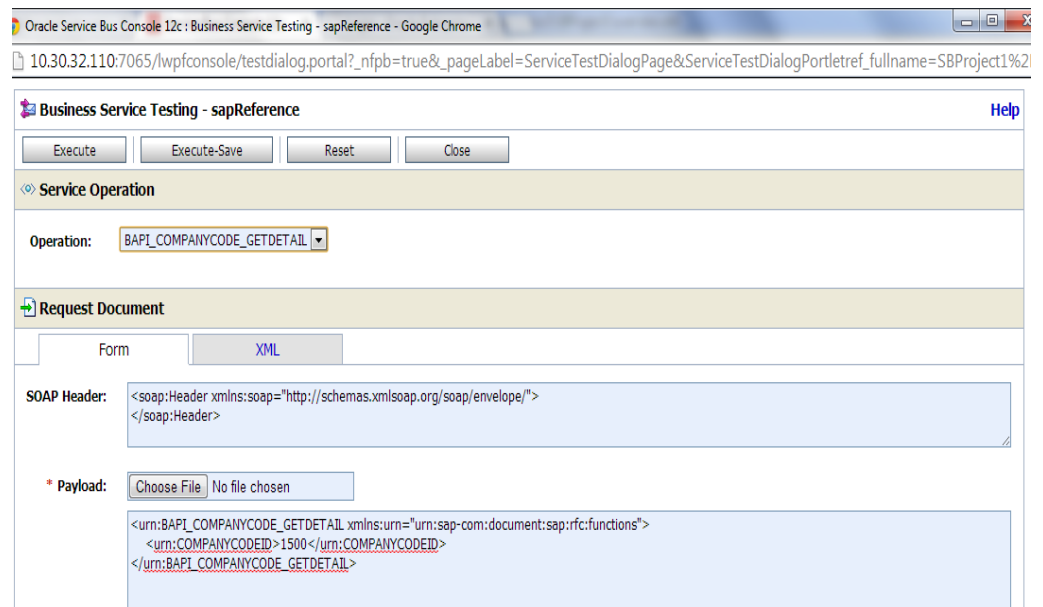 Oracle Service Bus Console 12c : Business Service Testing - sapReference - Google Chrome
10.30.32.110:7065/lwpfconsole/testdialog.portal?_nfpb=true&_pageLabel=ServiceTestDialogPage&ServiceTestDialogPortletref_fullname=SBProject1%2
Business Service Testing - sapReference Help
Execute Execute-Save Reset Close
Service Operation
Operation: BAPI_COMPANYCODE_GETDETAIL
Request Document
Form XML
SOAP Header: <soap:Header xmlns:soap="http://schemas.xmlsoap.org/soap/envelope/">
</soap:Header>
* Payload: Choose File No file chosen
<urn:BAPI_COMPANYCODE_GETDETAIL xmlns:urn="urn:sap-com:document:sap:rfc:functions">
<urn:COMPANYCODEID>1500</urn:COMPANYCODEID>
</urn:BAPI_COMPANYCODE_GETDETAIL>